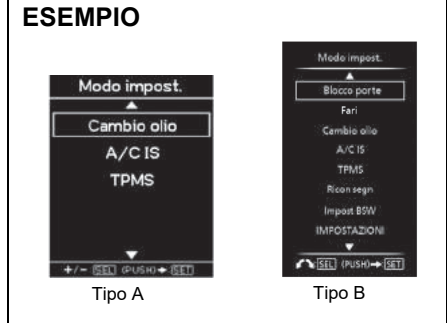 ESEMPIO
Modo impost.
Cambio olio
A/C IS
TPMS
+/- SEL (PUSH)→SET
Tipo A
Modo impost.
Blocco porte
Fari
Cambio olio
A/C IS
TPMS
Ricon segn
Impost BSW
IMPOSTAZIONI
SEL (PUSH)→SET
Tipo B